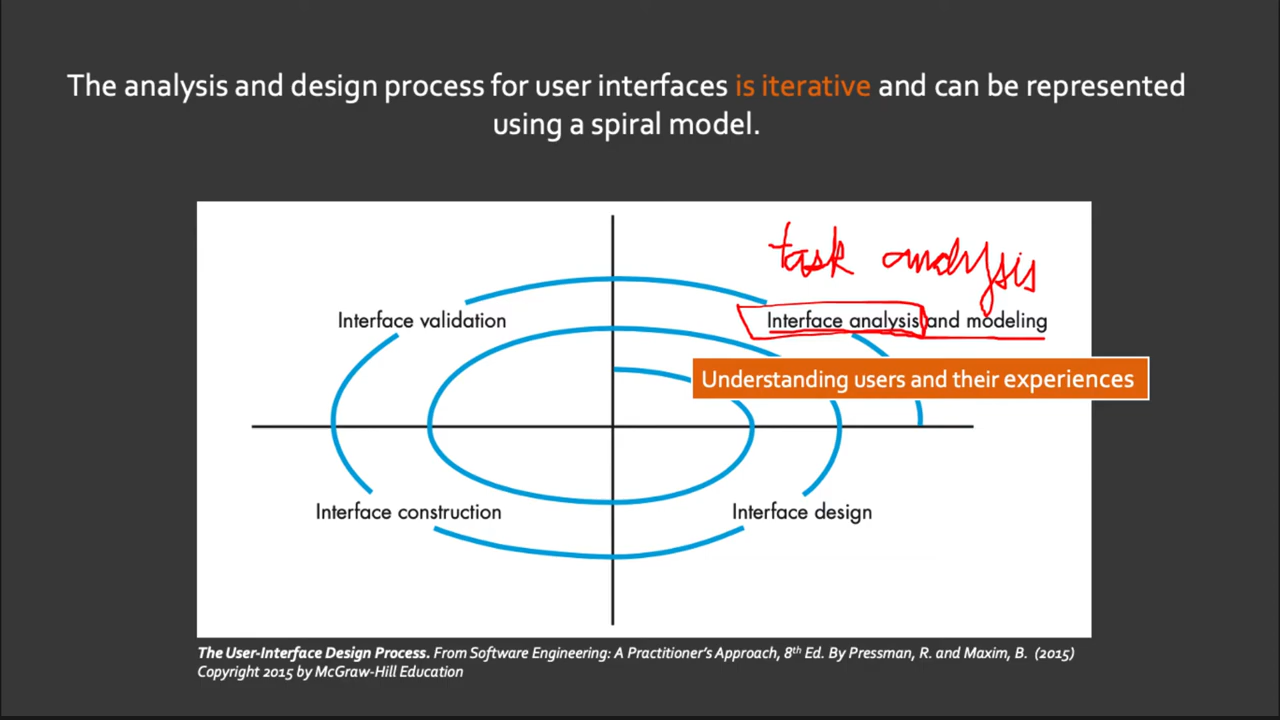 The analysis and design process for user interfaces is iterative and can be represented
using a spiral model.
task analysis
Interface validation
Interface analysis and modeling
Understanding users and their experiences
Interface construction
Interface design
The User-Interface Design Process. From Software Engineering: A Practitioner's Approach, 8th Ed. By Pressman, R. and Maxim, B. (2015)
Copyright 2015 by McGraw-Hill Education